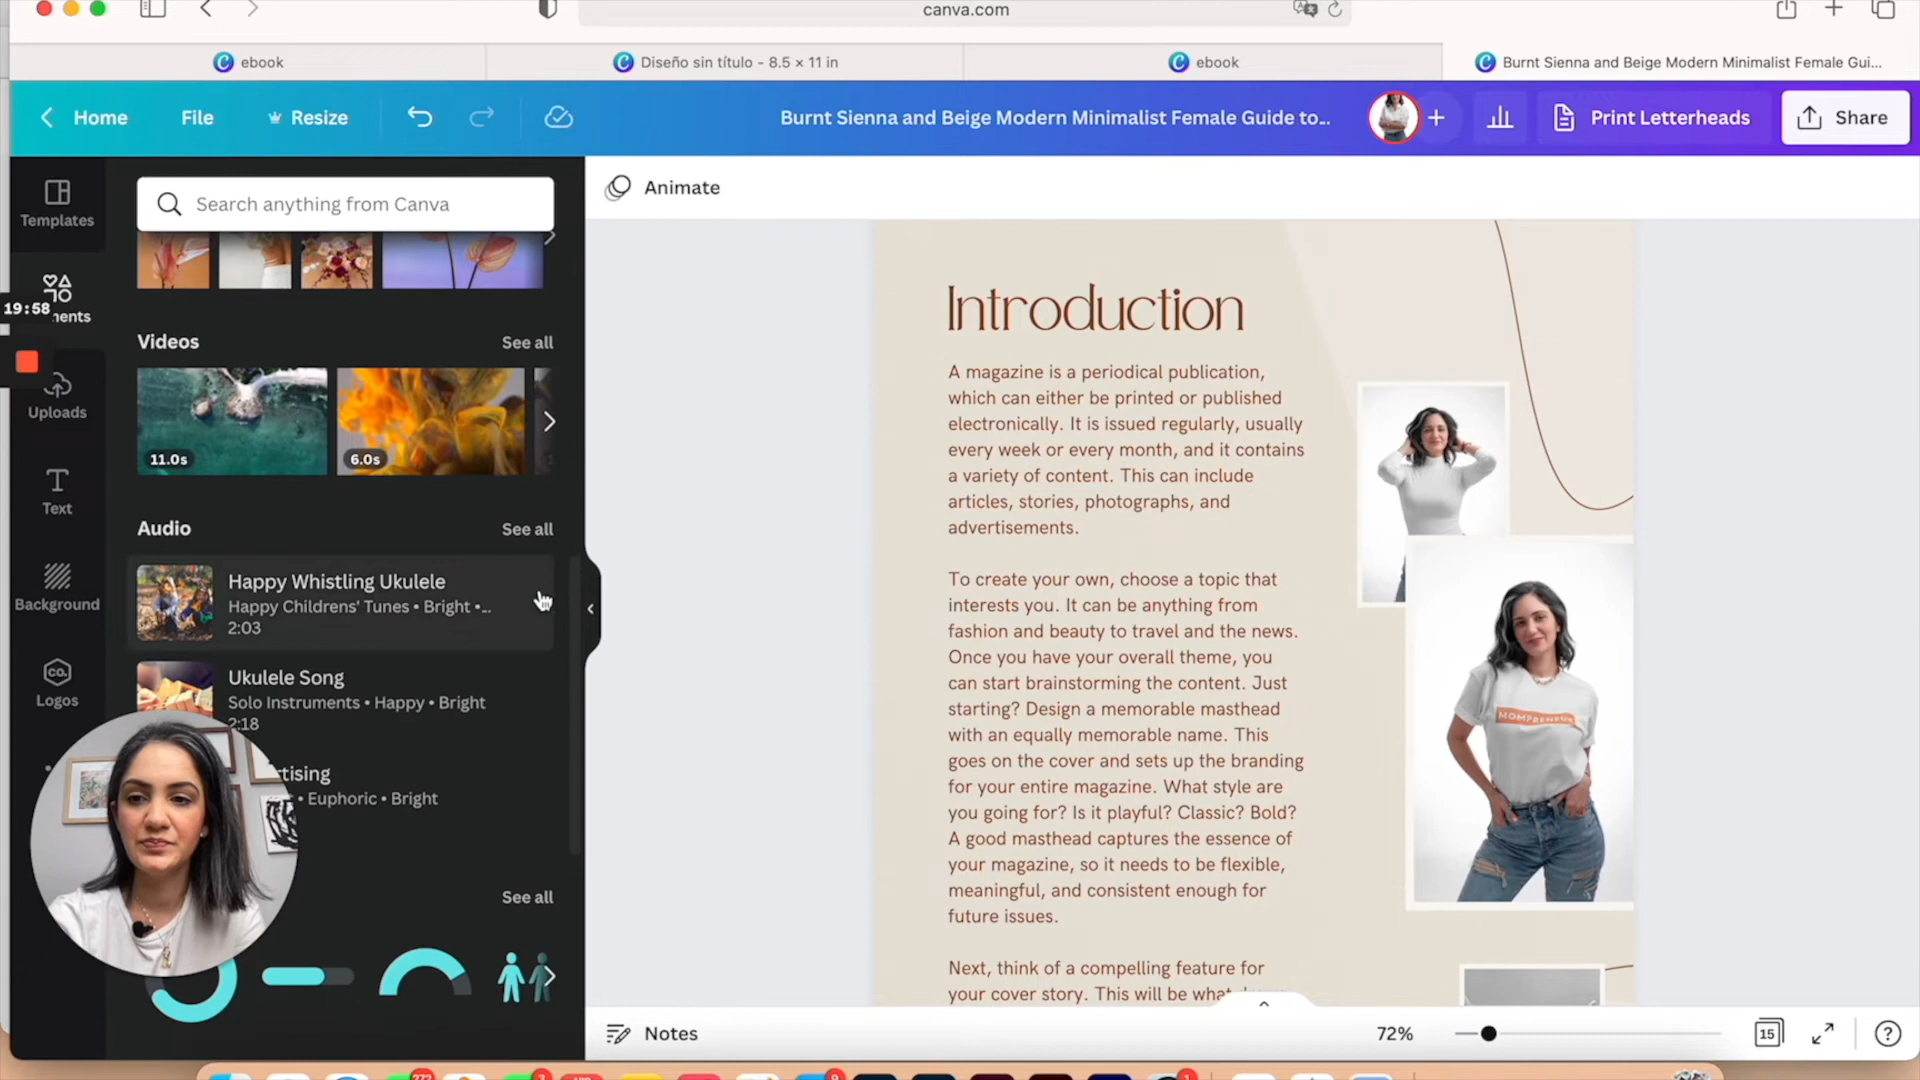 canva.com
ebook
Diseño sin título - 8.5 × 11 in
ebook
Burnt Sienna and Beige Modern Minimalist Female Gui...
Home
File
Resize
Burnt Sienna and Beige Modern Minimalist Female Guide to...
Print Letterheads
Share
Templates
Search anything from Canva
Animate
19:58
nents
Uploads
Text
Background
CO.
Logos
Videos
See all
11.0s
6.0s
Audio
See all
Happy Whistling Ukulele
Happy Childrens' Tunes • Bright •...
2:03
Ukulele Song
Solo Instruments • Happy • Bright
2:18
tising
• Euphoric • Bright
See all
Introduction
A magazine is a periodical publication,
which can either be printed or published
electronically. It is issued regularly, usually
every week or every month, and it contains
a variety of content. This can include
articles, stories, photographs, and
advertisements.
To create your own, choose a topic that
interests you. It can be anything from
fashion and beauty to travel and the news.
Once you have your overall theme, you
can start brainstorming the content. Just
starting? Design a memorable masthead
with an equally memorable name. This
goes on the cover and sets up the branding
for your entire magazine. What style are
you going for? Is it playful? Classic? Bold?
A good masthead captures the essence of
your magazine, so it needs to be flexible,
meaningful, and consistent enough for
future issues.
Next, think of a compelling feature for
your cover story. This will be what
MOMPRENEUR
Notes
72%
15
?
272
3
9
1